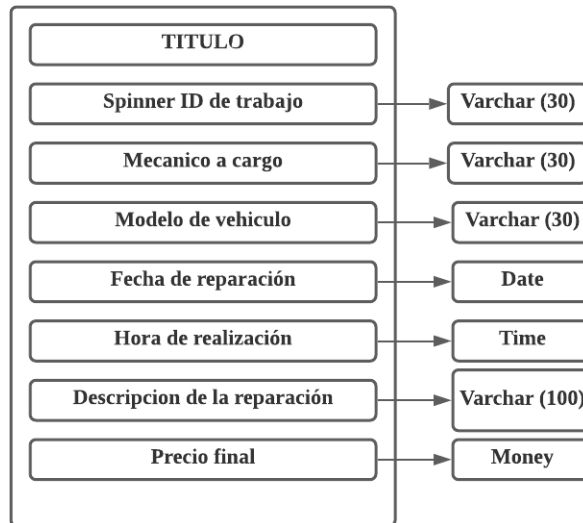 TITULO
Spinner ID de trabajo Varchar (30)
Mecanico a cargo Varchar (30)
Modelo de vehiculo Varchar (30)
Fecha de reparación Date
Hora de realización Time
Descripcion de la reparación Varchar (100)
Precio final Money